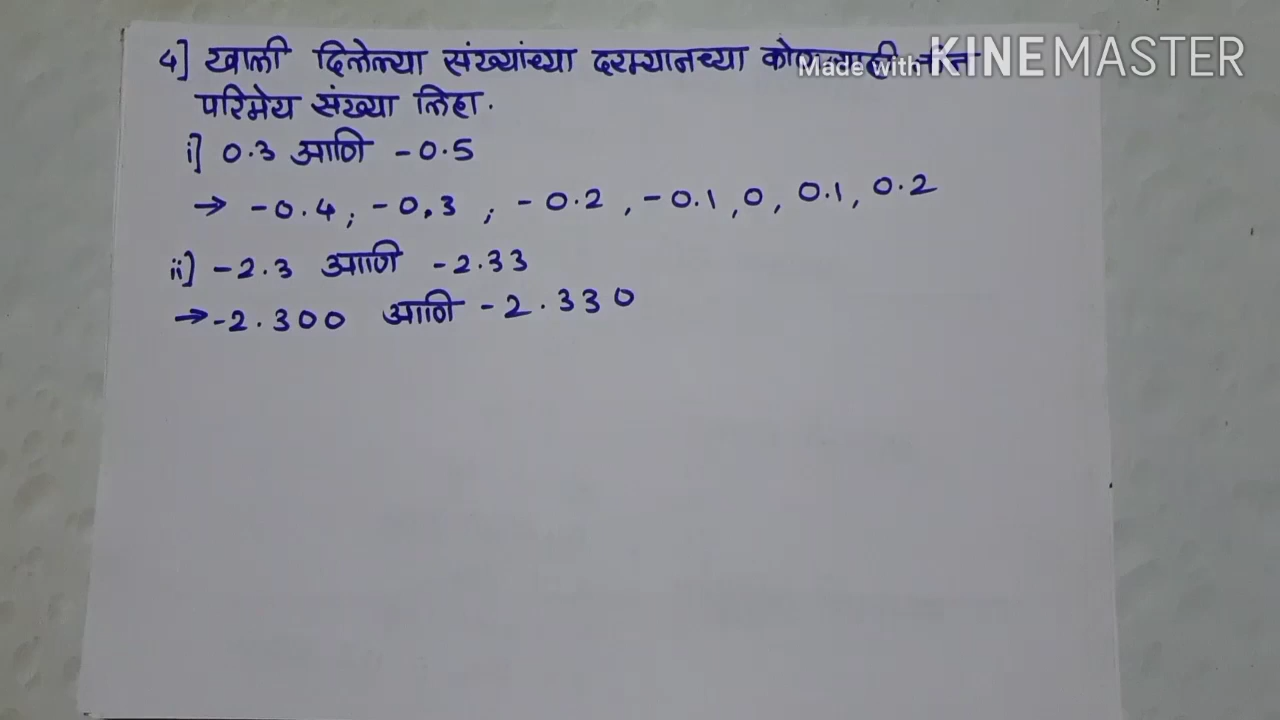 4] खाली दिलेल्या संख्यांच्या दरम्यानच्या
Made with KINEMASTER
परिमेय संख्या लिहा.
i] 0.3 आणि -0.5
→ -0.4, -0.3, -0.2, -0.1, 0, 0.1, 0.2
ii] -2.3 आणि -2.33
→ -2.300 आणि -2.330